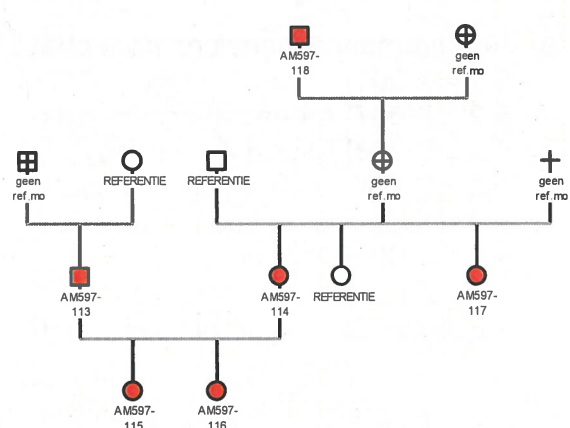 AM597-
118
geen
ref.mo
geen
ref.mo
REFERENTIE
REFERENTIE
geen
ref.mo
geen
ref.mo
AM597-
113
AM597-
114
REFERENTIE
AM597-
117
AM597-
115
AM597-
116